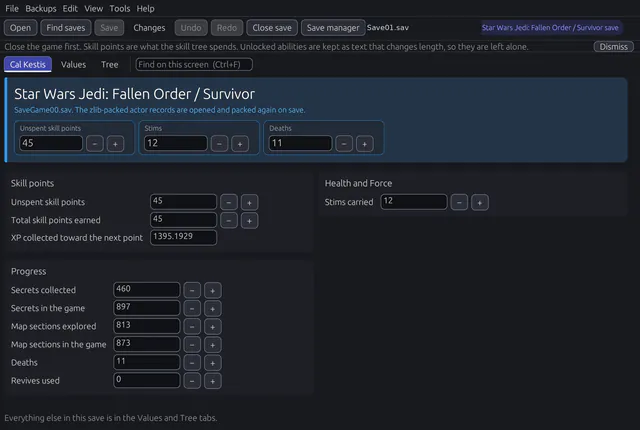 File Backups Edit View Tools Help
Open Find saves Save Changes Undo Redo Close save Save manager Save01.sav Star Wars Jedi: Fallen Order / Survivor save
Close the game first. Skill points are what the skill tree spends. Unlocked abilities are kept as text that changes length, so they are left alone. Dismiss
Cal Kestis Values Tree Find on this screen (Ctrl+F)
Star Wars Jedi: Fallen Order / Survivor
SaveGame00.sav. The zlib-packed actor records are opened and packed again on save.
Unspent skill points Stims Deaths
45 − + 12 − + 11 − +
Skill points
Unspent skill points 45 − +
Total skill points earned 45 − +
XP collected toward the next point 1395.1929
Health and Force
Stims carried 12 − +
Progress
Secrets collected 460 − +
Secrets in the game 897 − +
Map sections explored 813 − +
Map sections in the game 873 − +
Deaths 11 − +
Revives used 0 − +
Everything else in this save is in the Values and Tree tabs.